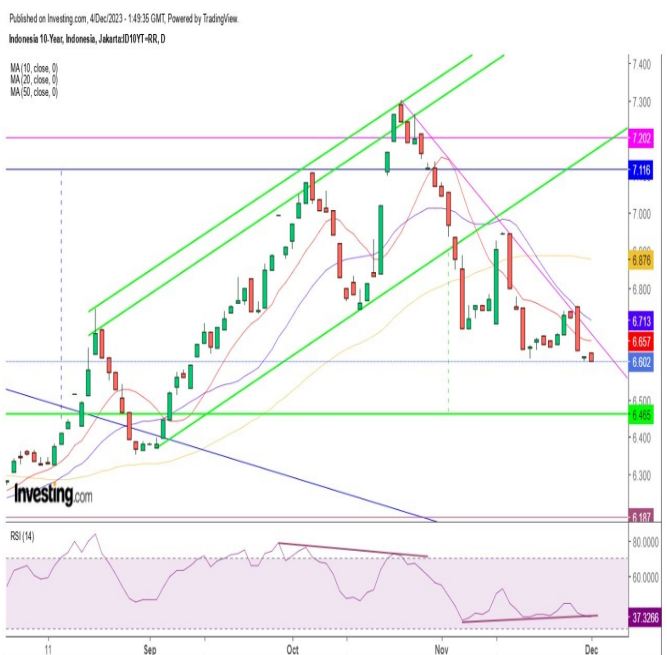 Published on Investing.com, 4/Dec/2023 - 1:49:35 GMT, Powered by TradingView.
Indonesia 10-Year, Indonesia, Jakarta:ID10YT=RR, D
MA (10, close, 0)
MA (20, close, 0)
MA (50, close, 0)
7.400
7.300
7.202
7.116
7.000
6.876
6.800
6.713
6.657
6.602
6.500
6.465
6.400
6.300
6.187
Investing.com
RSI (14)
80.0000
60.0000
37.3266
11 Sep Oct Nov Dec